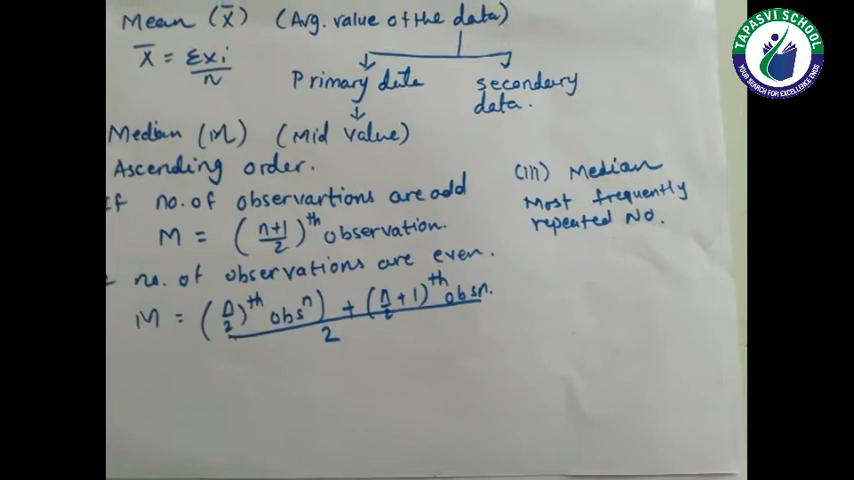 Mean (X̄) (Avg. value of the data)
X̄ = Σxi/n
Primary data secondary data.
Median (M) (Mid value)
Ascending order.
If no. of observartions are odd
M = (n+1/2)th observation.
no. of observations are even.
M = (n/2)th obsn) + (n/2 + 1)th obsn. / 2
(iii) Median
Most frequently
repeated No.
TAPASVI SCHOOL
YOUR SEARCH FOR EXCELLENCE ENDS